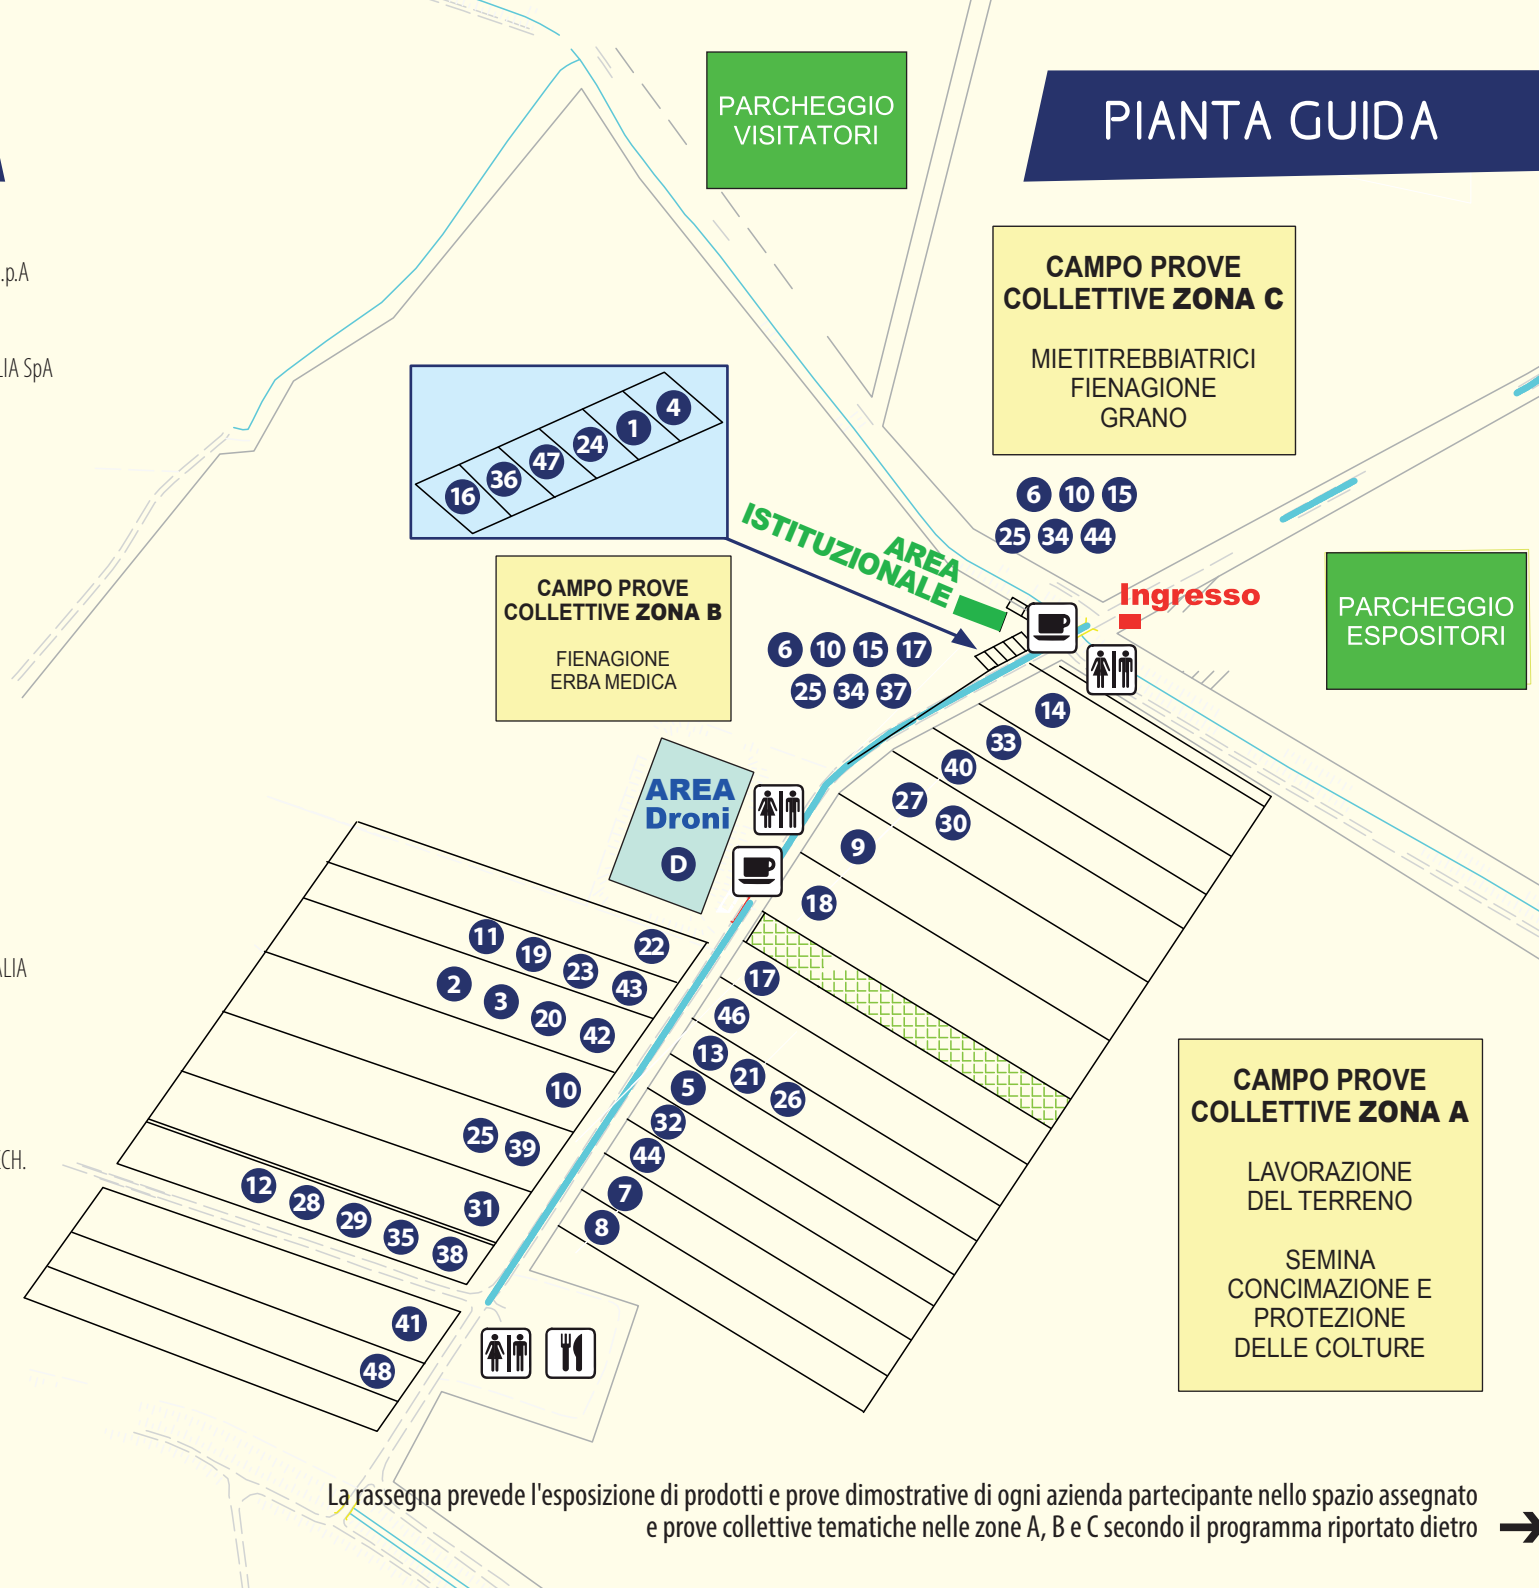 PIANTA GUIDA
PARCHEGGIO
VISITATORI
.p.A
LIA SpA
CAMPO PROVE
COLLETTIVE ZONA C
MIETITREBBIATRICI
FIENAGIONE
GRANO
4
1
24
47
36
16
6 10 15
25 34 44
AREA
ISTITUZIONALE
Ingresso
PARCHEGGIO
ESPOSITORI
CAMPO PROVE
COLLETTIVE ZONA B
FIENAGIONE
ERBA MEDICA
6 10 15 17
25 34 37
14
33
40
27
30
9
18
AREA
Droni
D
22
11 19 23 43
2 3 20 42
10
25 39
31
12 28 29 35 38
41
48
17
46
13 21 26
5
32
44
7
8
ALIA
ECH.
CAMPO PROVE
COLLETTIVE ZONA A
LAVORAZIONE
DEL TERRENO
SEMINA
CONCIMAZIONE E
PROTEZIONE
DELLE COLTURE
La rassegna prevede l'esposizione di prodotti e prove dimostrative di ogni azienda partecipante nello spazio assegnato
e prove collettive tematiche nelle zone A, B e C secondo il programma riportato dietro